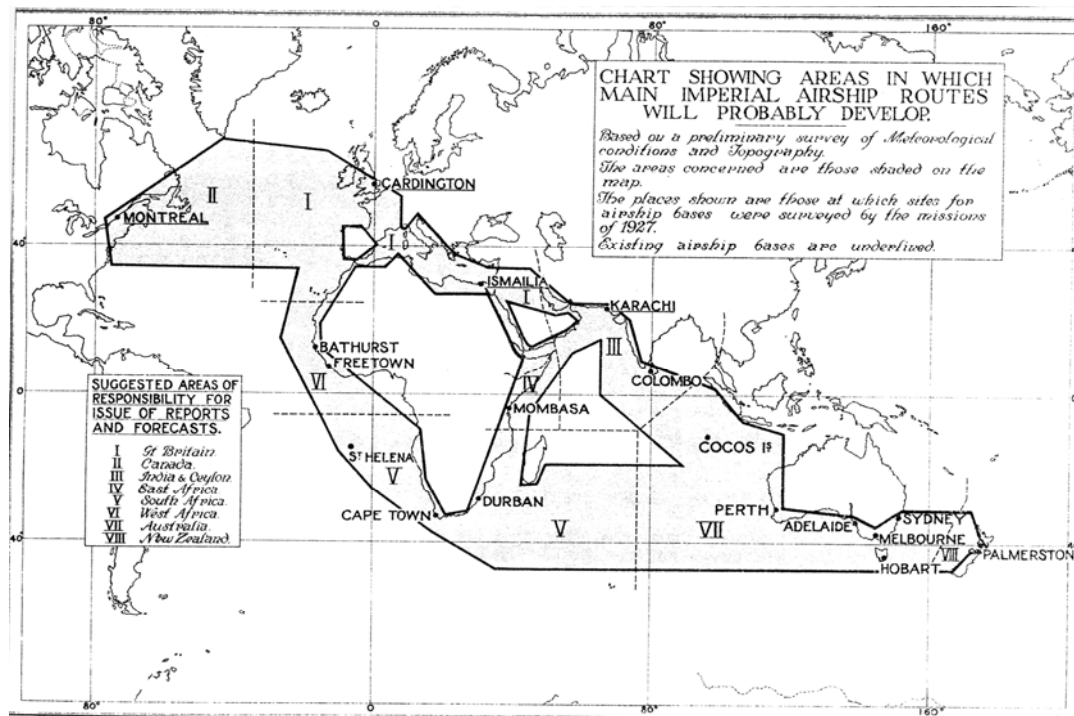 80°
0
80°
160°
CHART SHOWING AREAS IN WHICH
MAIN IMPERIAL AIRSHIP ROUTES
WILL PROBABLY DEVELOP.
Based on a preliminary survey of Meteorological
conditions and Topography.
The areas concerned are those shaded on the
map.
The places shown are those at which sites for
airship bases were surveyed by the missions
of 1927.
Existing airship bases are underlined.
CARDINGTON
II
I
MONTREAL
40
I
40
ISMAILIA
I
KARACHI
BATHURST
FREETOWN
III
COLOMBO
SUGGESTED AREAS OF
RESPONSIBILITY FOR
ISSUE OF REPORTS
AND FORECASTS.
I Gt Britain.
II Canada.
III India & Ceylon.
IV East Africa.
V South Africa.
VI West Africa.
VII Australia.
VIII New Zealand.
VI
IV
0
0
MOMBASA
COCOS Is
St HELENA
V
DURBAN
CAPE TOWN
PERTH
V
VII
ADELAIDE
SYDNEY
MELBOURNE
40
40
VIII
PALMERSTON
HOBART
80°
0
80°
160°